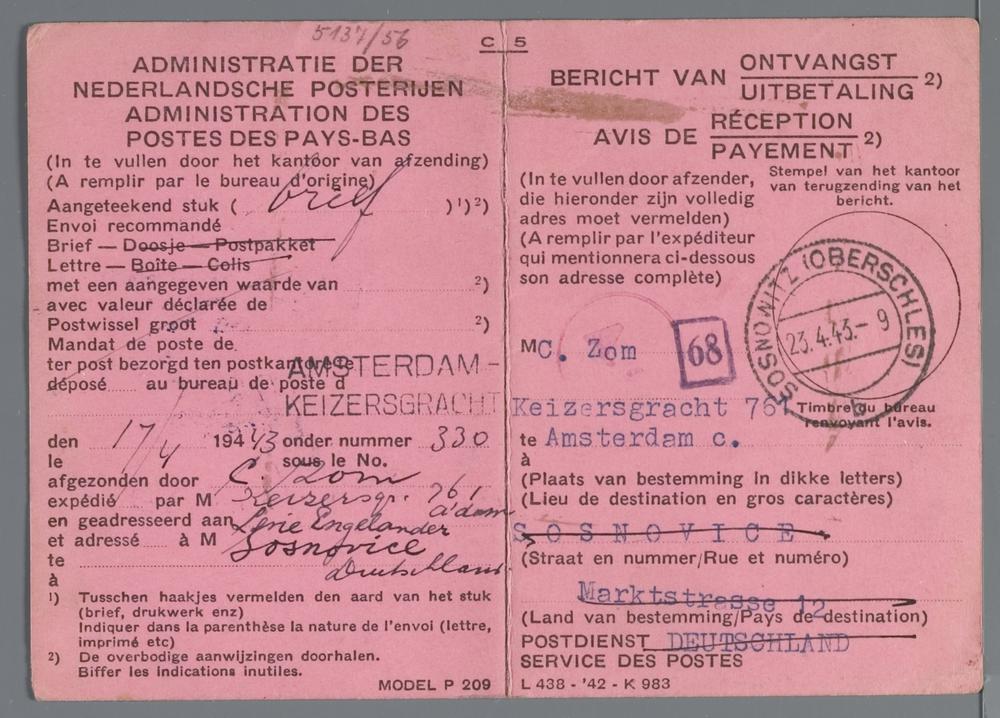 5137/56
C 5
ADMINISTRATIE DER
NEDERLANDSCHE POSTERIJEN
ADMINISTRATION DES
POSTES DES PAYS-BAS
(In te vullen door het kantoor van afzending)
(A remplir par le bureau d'origine)
Aangeteekend stuk ( brief )¹)²)
Envoi recommandé
Brief — Doosje — Postpakket
Lettre — Boîte — Colis
met een aangegeven waarde van ²)
avec valeur déclarée de
Postwissel groot ²)
Mandat de poste de
ter post bezorgd ten postkantore
déposé au bureau de poste d
AMSTERDAM-
KEIZERSGRACHT
den 17/4 194 43 onder nummer 330
le sous le No.
afgezonden door C. Zom
expédié par M Keizersgr. 761
A'dam
en geadresseerd aan Lenie Engelander
et adressé à M Sosnovice
te Deutschland
à
¹) Tusschen haakjes vermelden den aard van het stuk
(brief, drukwerk enz)
Indiquer dans la parenthèse la nature de l'envoi (lettre,
imprimé etc)
²) De overbodige aanwijzingen doorhalen.
Biffer les indications inutiles.
MODEL P 209
BERICHT VAN ONTVANGST
UITBETALING ²)
AVIS DE RÉCEPTION
PAYEMENT ²)
(In te vullen door afzender,
die hieronder zijn volledig
adres moet vermelden)
(A remplir par l'expéditeur
qui mentionnera ci-dessous
son adresse complète)
Stempel van het kantoor
van terugzending van het
bericht.
SOSNOWITZ (OBERSCHLES)
23.4.43.- 9
b
M C. Zom
68
Keizersgracht 761
Timbre du bureau
renvoyant l'avis.
te Amsterdam c.
à
(Plaats van bestemming in dikke letters)
(Lieu de destination en gros caractères)
SOSNOVICE
(Straat en nummer/Rue et numéro)
Marktstrasse 12
(Land van bestemming/Pays de destination)
POSTDIENST DEUTSCHLAND
SERVICE DES POSTES
L 438 - '42 - K 983